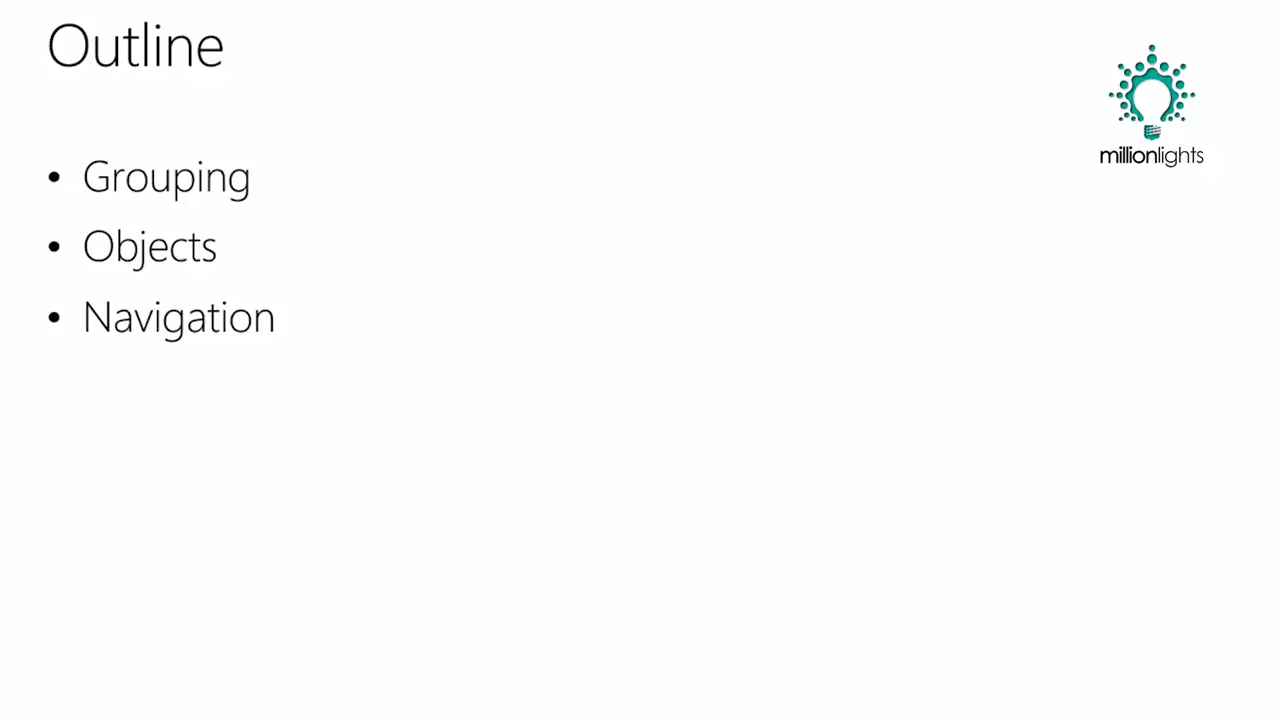 Outline
millionlights
• Grouping
• Objects
• Navigation